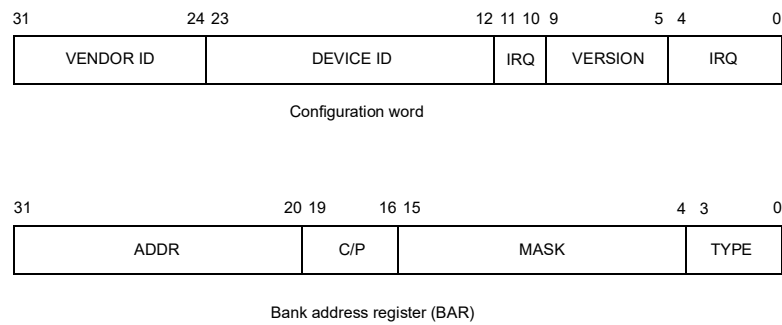 31 24 23 12 11 10 9 5 4 0
VENDOR ID DEVICE ID IRQ VERSION IRQ
Configuration word
31 20 19 16 15 4 3 0
ADDR C/P MASK TYPE
Bank address register (BAR)